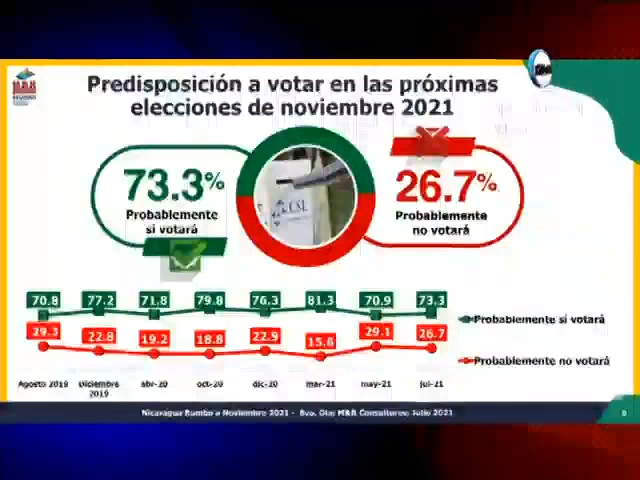 Predisposición a votar en las próximas
elecciones de noviembre 2021
73.3%
Probablemente
si votará
26.7%
Probablemente
no votará
70.8 77.2 71.8 79.8 76.3 81.3 70.9 73.3
29.3 22.8 19.2 18.8 22.9 15.6 29.1 26.7
Probablemente sí votará
Probablemente no votará
Agosto 2019 Diciembre 2019 abr-20 oct-20 dic-20 mar-21 may-21 jul-21
Nicaragua Rumbo a Noviembre 2021 - 8va. Ola: M&R Consultores: Julio 2021